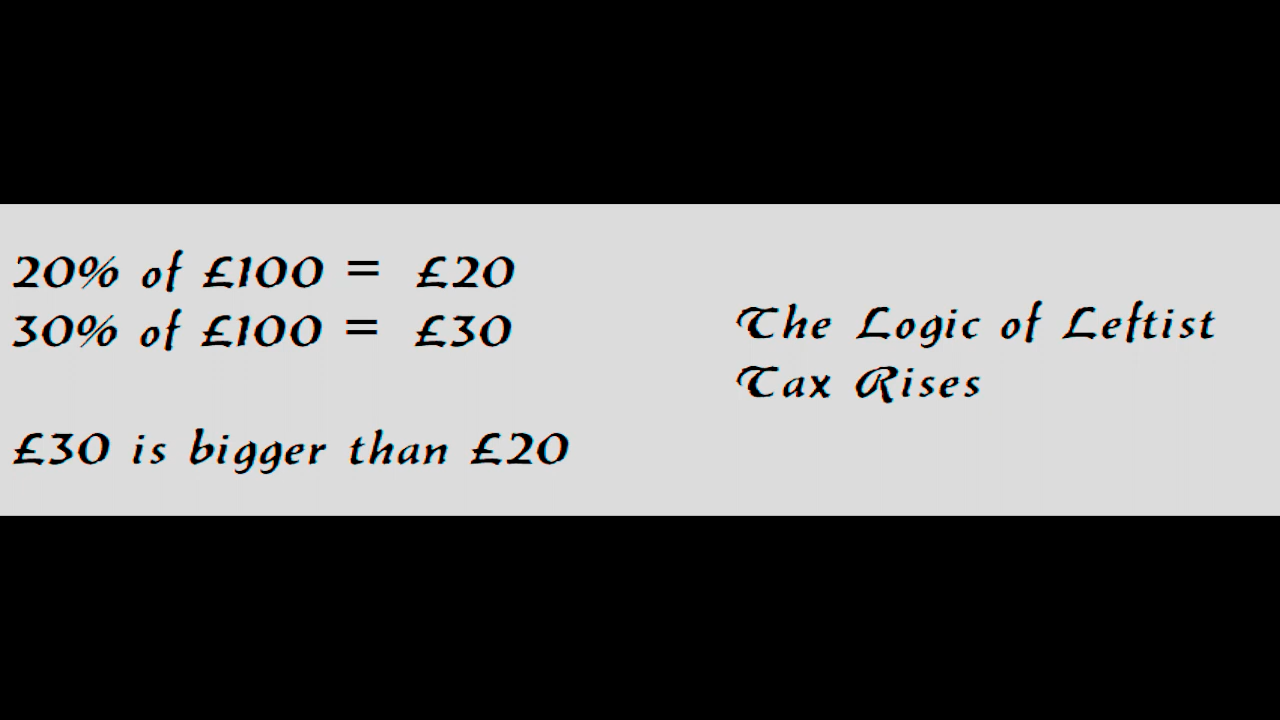 20% of £100 = £20
30% of £100 = £30
£30 is bigger than £20
The Logic of Leftist
Tax Rises